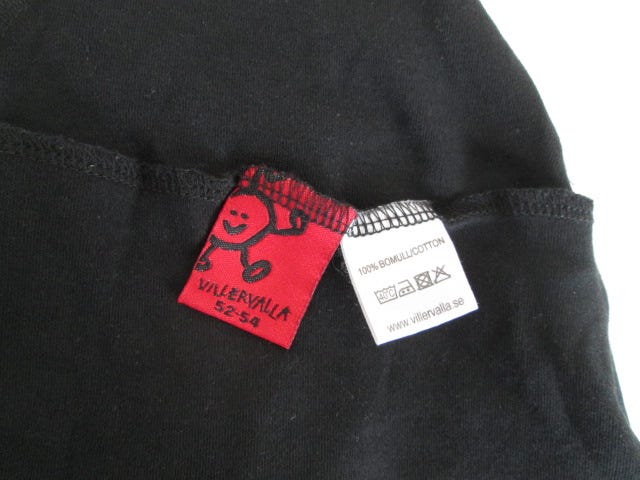 VILLERVALLA
52-54
100% BOMULL/COTTON
40°C
www.villervalla.se